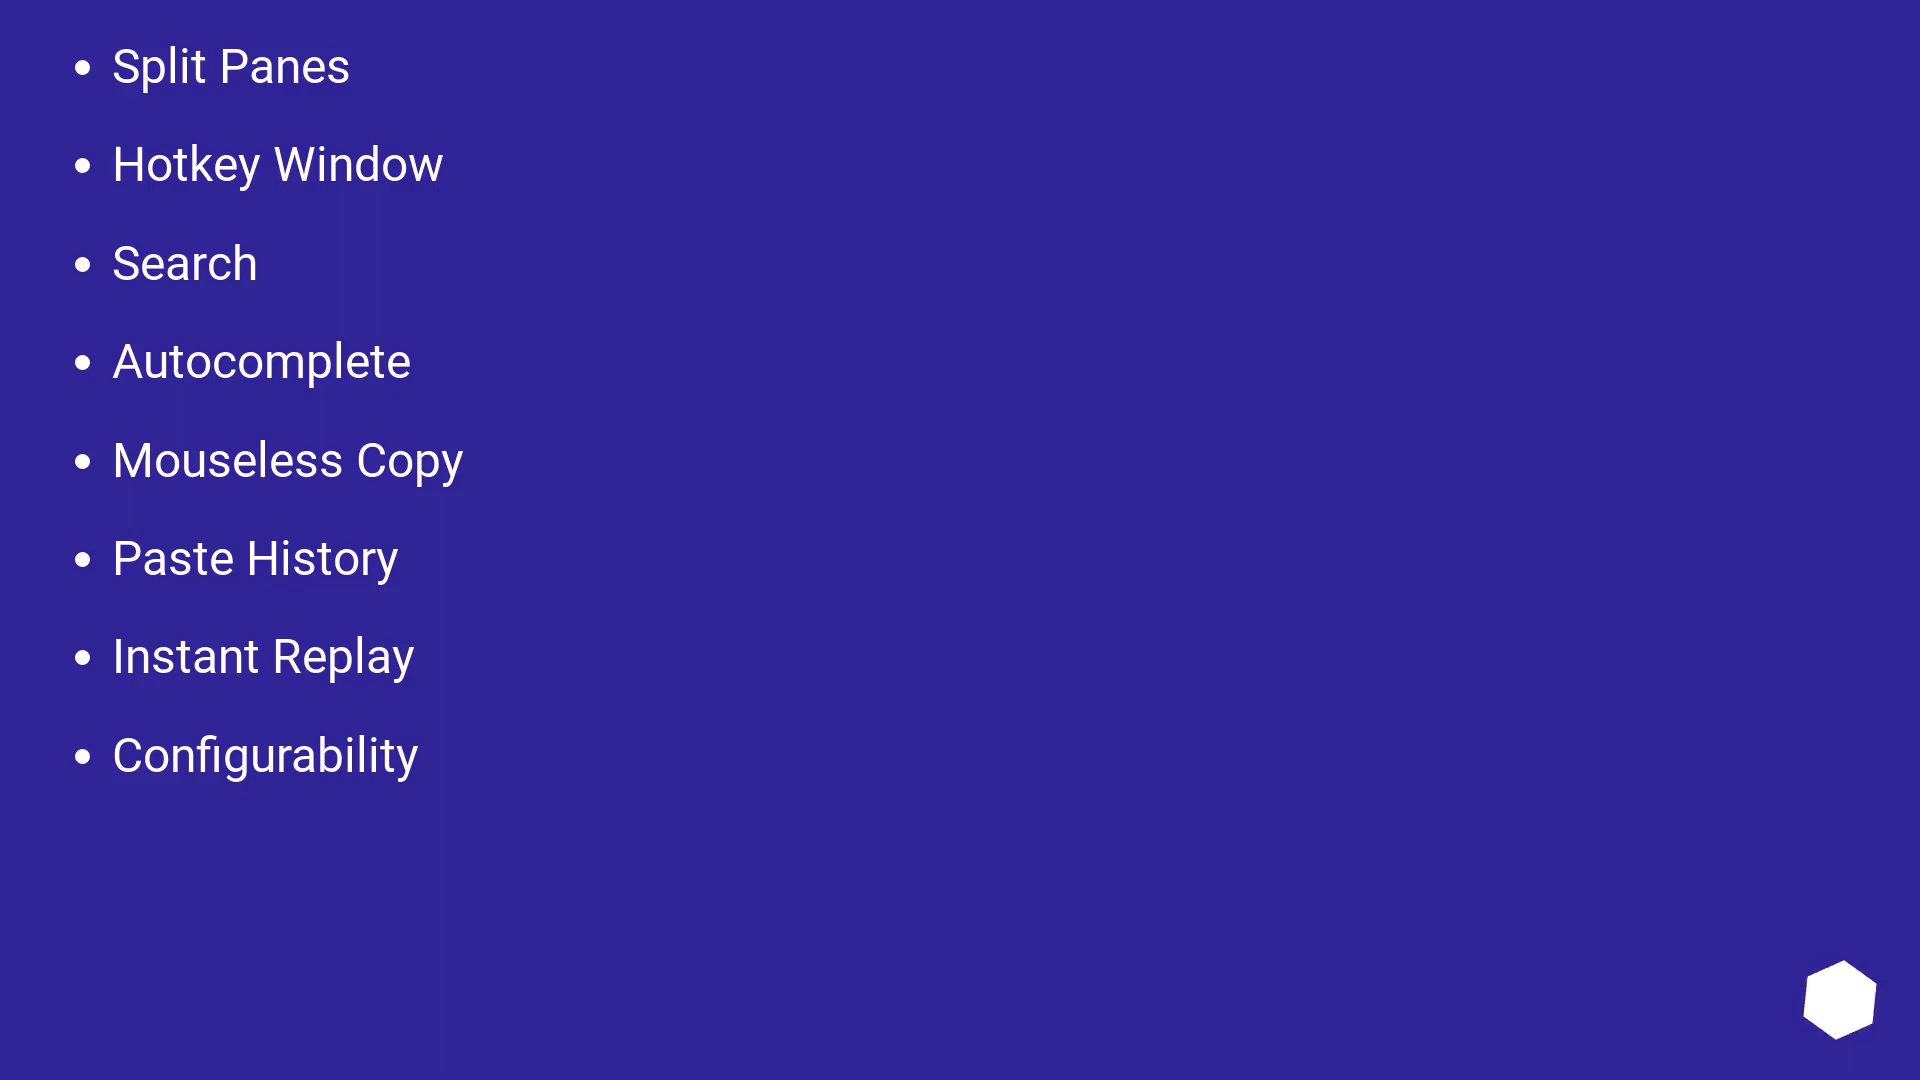 Split Panes
Hotkey Window
Search
Autocomplete
Mouseless Copy
Paste History
Instant Replay
Configurability